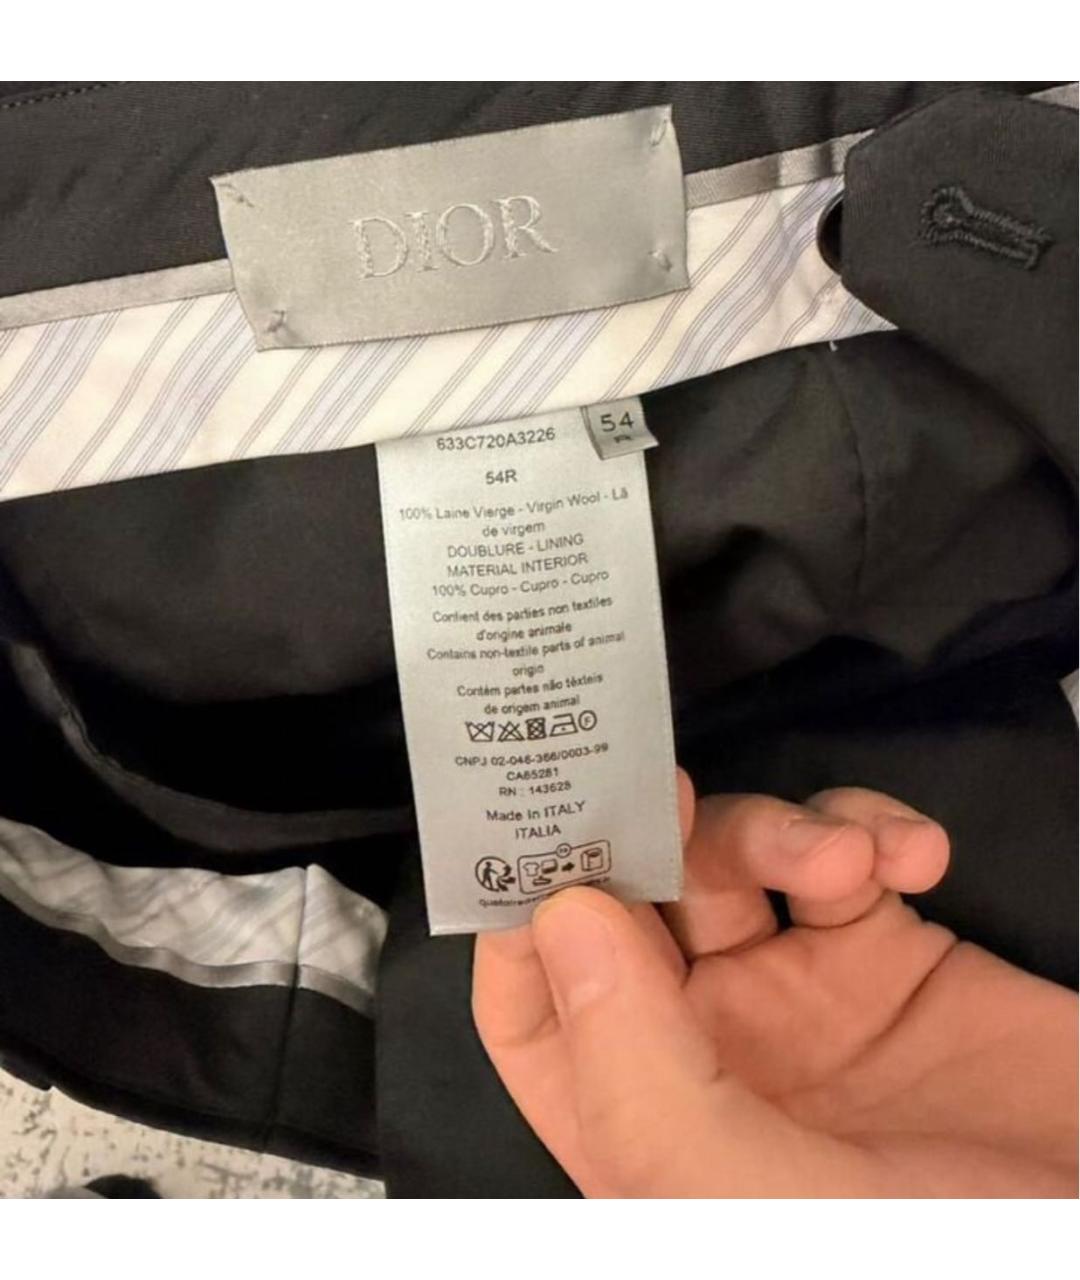 DIOR
54
R
633C720A3226
54R
100% Laine Vierge - Virgin Wool - Lã
de virgem
DOUBLURE - LINING
MATERIAL INTERIOR
100% Cupro - Cupro - Cupro
Contient des parties non textiles
d'origine animale
Contains non-textile parts of animal
origin
Contém partes não têxteis
de origem animal
CNPJ 02-046-366/0003-99
CA65281
RN : 143628
Made in ITALY
ITALIA